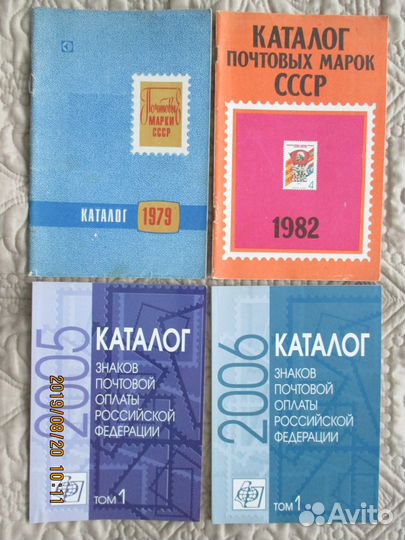 Почтовые
МАРКИ
СССР
КАТАЛОГ 1979
КАТАЛОГ
ПОЧТОВЫХ МАРОК
СССР
4
1982
2005
КАТАЛОГ
ЗНАКОВ
ПОЧТОВОЙ
ОПЛАТЫ
РОССИЙСКОЙ
ФЕДЕРАЦИИ
ТОМ 1
2019/09/20 10:11
2006
КАТАЛОГ
ЗНАКОВ
ПОЧТОВОЙ
ОПЛАТЫ
РОССИЙСКОЙ
ФЕДЕРАЦИИ
ТОМ 1
Avito